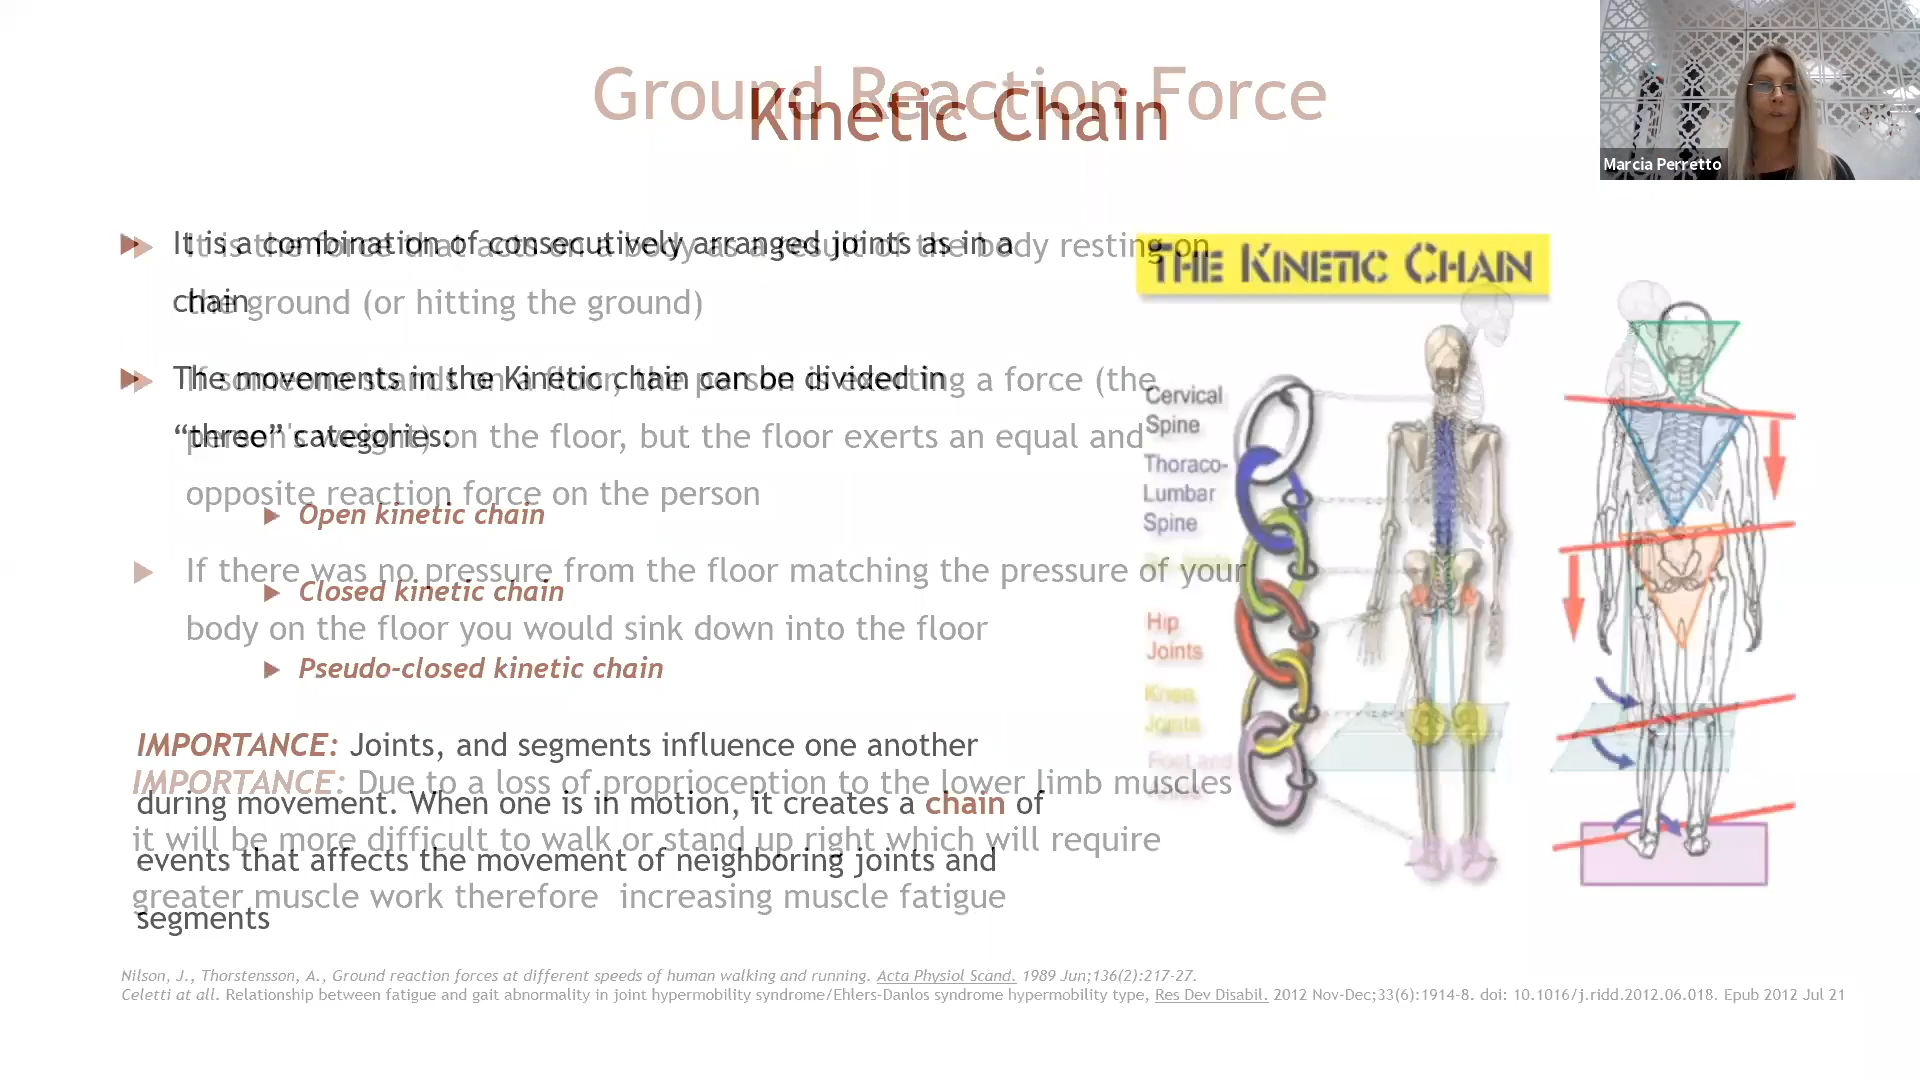 Ground Reaction Force
Kinetic Chain
Marcia Perretto
It is a combination of consecutively arranged joints as in a
chain
The movements in the Kinetic chain can be divided in
“three” categories:
Open kinetic chain
Closed kinetic chain
Pseudo-closed kinetic chain
IMPORTANCE: Joints, and segments influence one another
during movement. When one is in motion, it creates a chain of
events that affects the movement of neighboring joints and
segments
It is the force that acts on a body as a result of the body resting on
the ground (or hitting the ground)
If someone stands on a floor, the person is exerting a force (the
person's weight) on the floor, but the floor exerts an equal and
opposite reaction force on the person
If there was no pressure from the floor matching the pressure of your
body on the floor you would sink down into the floor
IMPORTANCE: Due to a loss of proprioception to the lower limb muscles
it will be more difficult to walk or stand up right which will require
greater muscle work therefore increasing muscle fatigue
THE KINETIC CHAIN
Cervical
Spine
Thoraco-
Lumbar
Spine
Hip
Joints
Knee
Joints
Foot and
Nilson, J., Thorstensson, A., Ground reaction forces at different speeds of human walking and running. Acta Physiol Scand. 1989 Jun;136(2):217-27.
Celetti at all. Relationship between fatigue and gait abnormality in joint hypermobility syndrome/Ehlers-Danlos syndrome hypermobility type, Res Dev Disabil. 2012 Nov-Dec;33(6):1914-8. doi: 10.1016/j.ridd.2012.06.018. Epub 2012 Jul 21